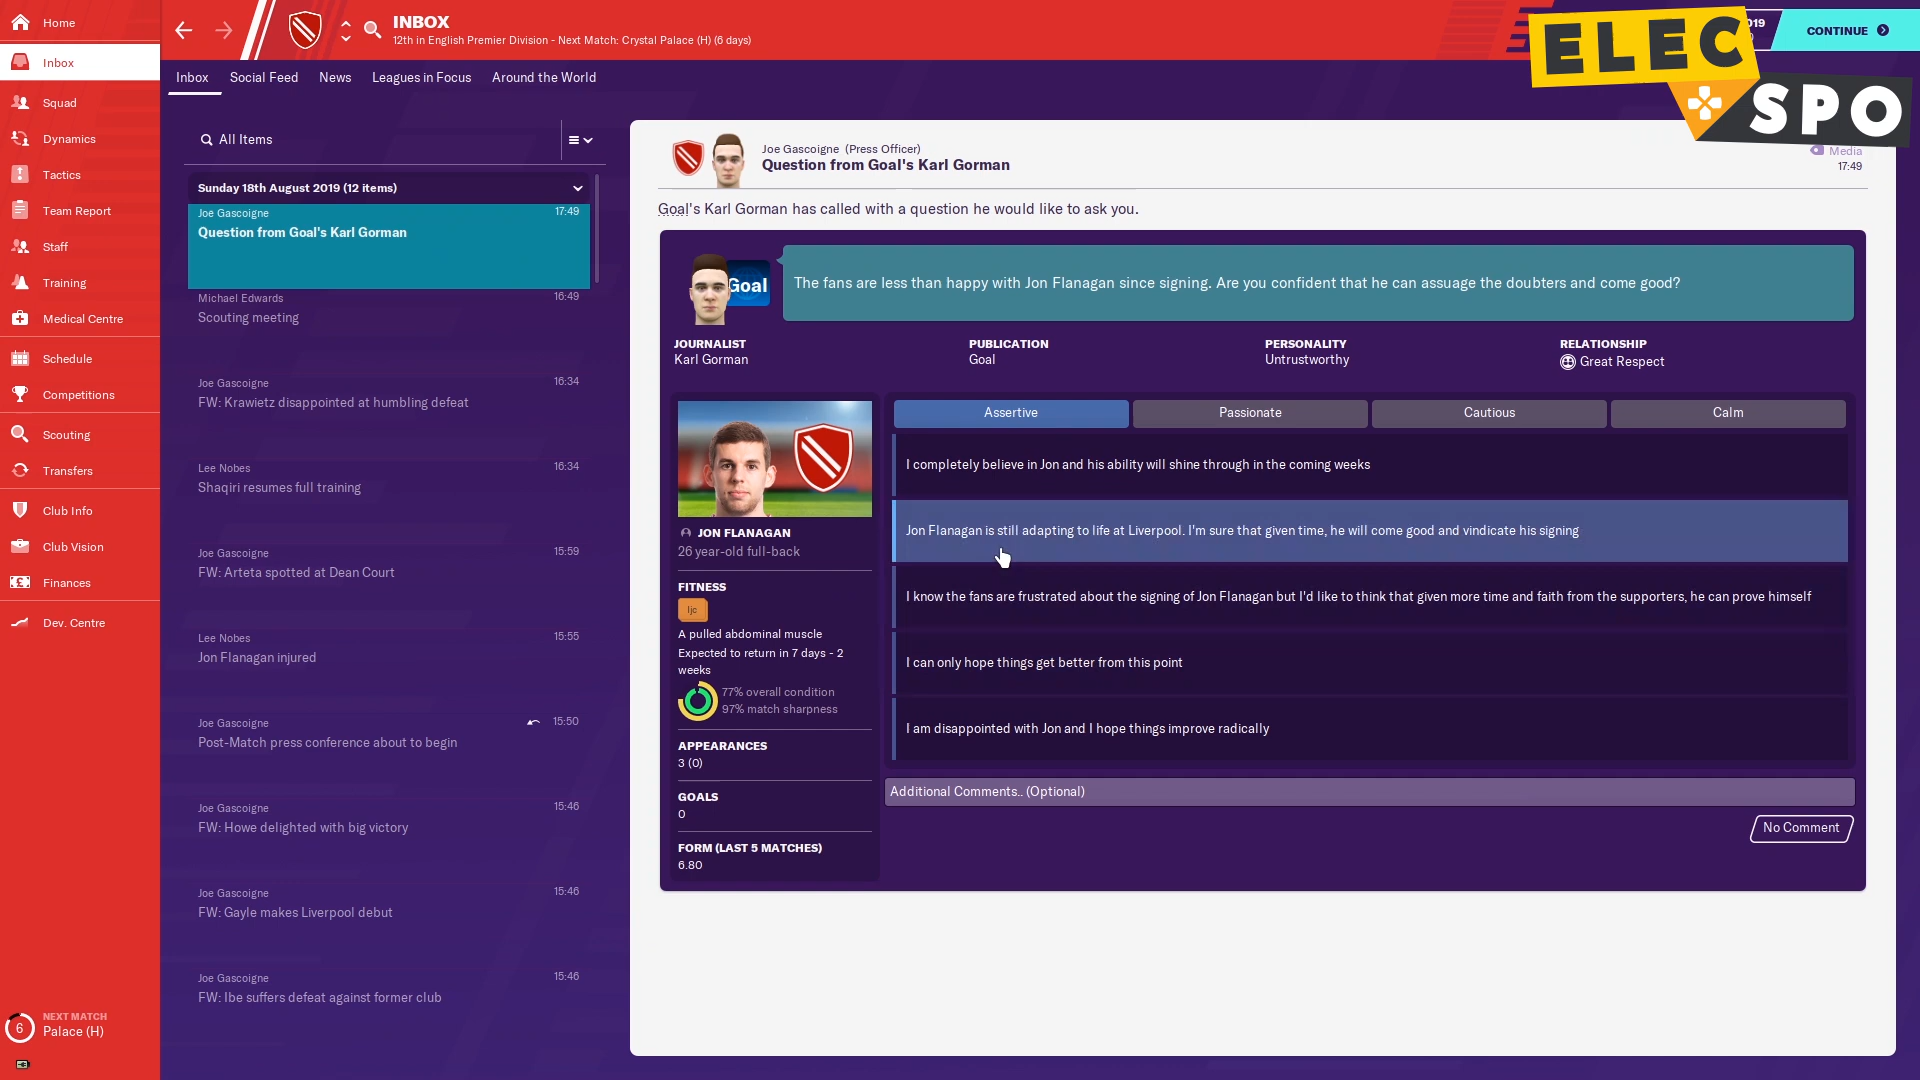 Home
Inbox
Squad
Dynamics
Tactics
Team Report
Staff
Training
Medical Centre
Schedule
Competitions
Scouting
Transfers
Club Info
Club Vision
Finances
Dev. Centre
6
NEXT MATCH
Palace (H)
INBOX
12th in English Premier Division - Next Match: Crystal Palace (H) (6 days)
CONTINUE
ELEC
SPO
Inbox Social Feed News Leagues in Focus Around the World
All Items
Sunday 18th August 2019 (12 items)
Joe Gascoigne 17:49
Question from Goal's Karl Gorman
Michael Edwards 16:49
Scouting meeting
Joe Gascoigne 16:34
FW: Krawietz disappointed at humbling defeat
Lee Nobes 16:34
Shaqiri resumes full training
Joe Gascoigne 15:59
FW: Arteta spotted at Dean Court
Lee Nobes 15:55
Jon Flanagan injured
Joe Gascoigne 15:50
Post-Match press conference about to begin
Joe Gascoigne 15:46
FW: Howe delighted with big victory
Joe Gascoigne 15:46
FW: Gayle makes Liverpool debut
Joe Gascoigne 15:46
FW: Ibe suffers defeat against former club
Joe Gascoigne (Press Officer)
Question from Goal's Karl Gorman
Media
17:49
Goal's Karl Gorman has called with a question he would like to ask you.
Goal
The fans are less than happy with Jon Flanagan since signing. Are you confident that he can assuage the doubters and come good?
JOURNALIST PUBLICATION PERSONALITY RELATIONSHIP
Karl Gorman Goal Untrustworthy Great Respect
JON FLANAGAN
26 year-old full-back
FITNESS
Ijc
A pulled abdominal muscle
Expected to return in 7 days - 2
weeks
77% overall condition
97% match sharpness
APPEARANCES
3 (0)
GOALS
0
FORM (LAST 5 MATCHES)
6.80
Assertive Passionate Cautious Calm
I completely believe in Jon and his ability will shine through in the coming weeks
Jon Flanagan is still adapting to life at Liverpool. I'm sure that given time, he will come good and vindicate his signing
I know the fans are frustrated about the signing of Jon Flanagan but I'd like to think that given more time and faith from the supporters, he can prove himself
I can only hope things get better from this point
I am disappointed with Jon and I hope things improve radically
Additional Comments.. (Optional)
No Comment